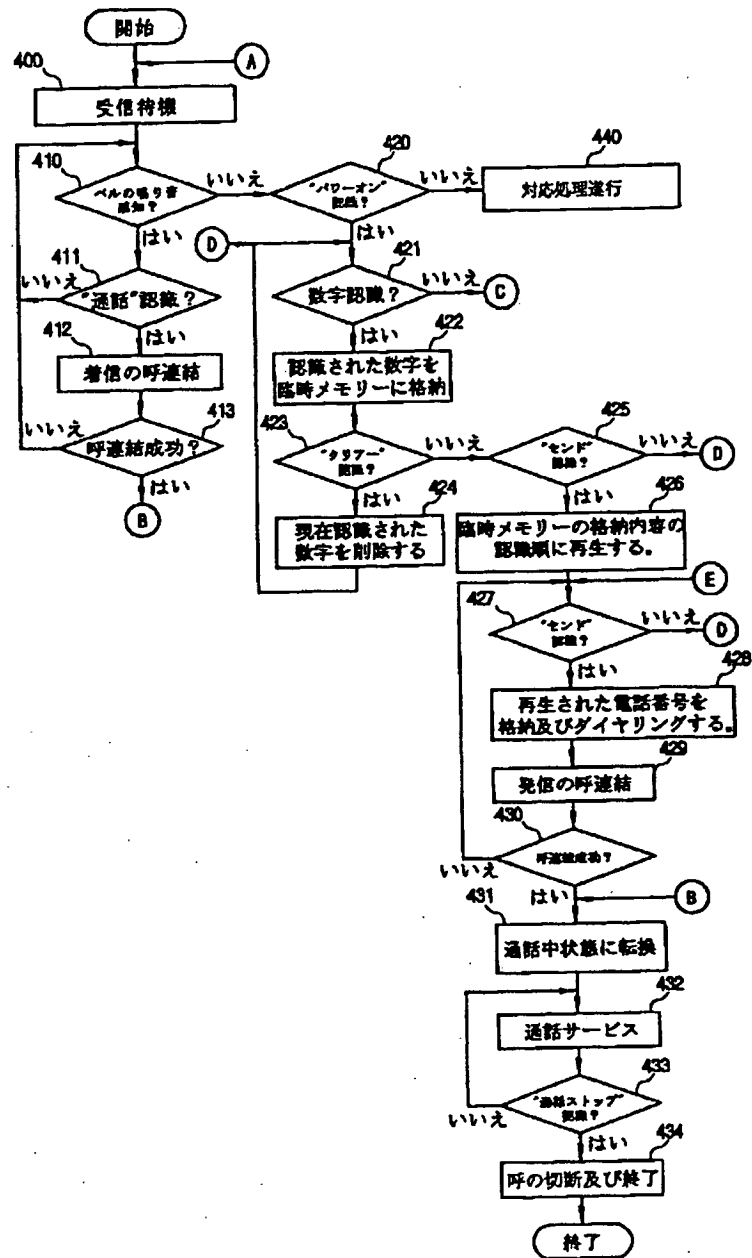 開始
A
400
受信待機
410
ベルの鳴り音
感知？
いいえ
420
"パワーオン"
認識？
いいえ
440
対応処理遂行
はい
はい
D
411
"通話"認識？
いいえ
421
数字認識？
いいえ
C
はい
はい
412
着信の呼連結
422
認識された数字を
臨時メモリーに格納
413
呼連結成功？
いいえ
はい
B
423
"クリアー"
認識？
いいえ
425
"センド"
認識？
いいえ
D
はい
はい
424
現在認識された
数字を削除する
426
臨時メモリーの格納内容の
認識順に再生する。
E
427
"センド"
認識？
いいえ
D
はい
428
再生された電話番号を
格納及びダイヤリングする。
429
発信の呼連結
430
呼連結成功？
いいえ
はい
B
431
通話中状態に転換
432
通話サービス
433
"通話ストップ"
認識？
いいえ
はい
434
呼の切断及び終了
終了